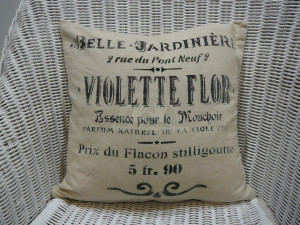 BELLE-JARDINIÈRE
2 rue du Pont Neuf 2
VIOLETTE FLOR
Essence pour le Mouchoir
PARFUM NATUREL DE LA VIOLETTE
Prix du Flacon stilligoutte
5 fr. 90